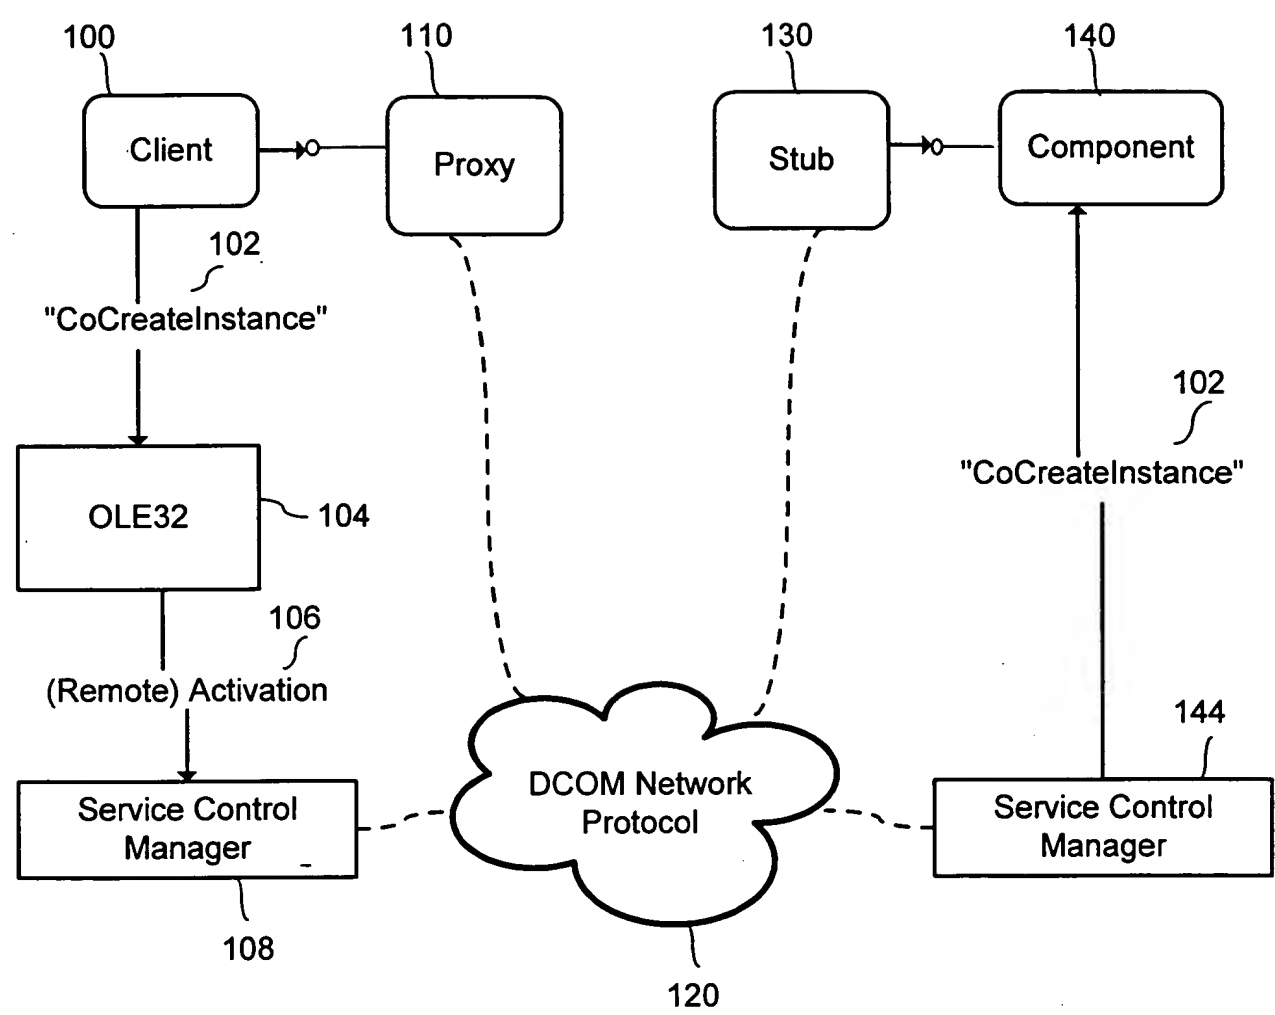 100
110
130
140
Client
Proxy
Stub
Component
102
"CoCreateInstance"
102
"CoCreateInstance"
OLE32
104
106
(Remote) Activation
144
DCOM Network
Protocol
Service Control
Manager
Service Control
Manager
108
120